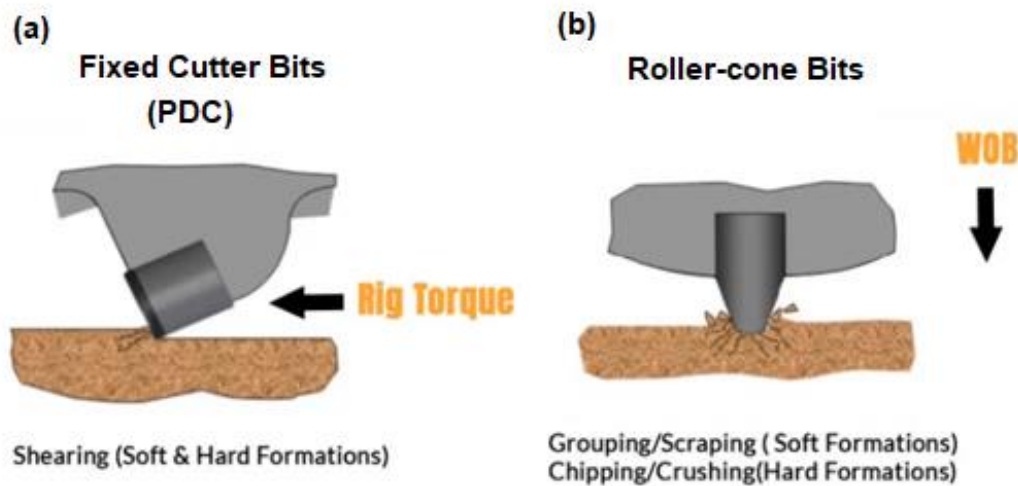 (a)
Fixed Cutter Bits
(PDC)
Rig Torque
Shearing (Soft & Hard Formations)
(b)
Roller-cone Bits
WOB
Grouping/Scraping ( Soft Formations)
Chipping/Crushing(Hard Formations)